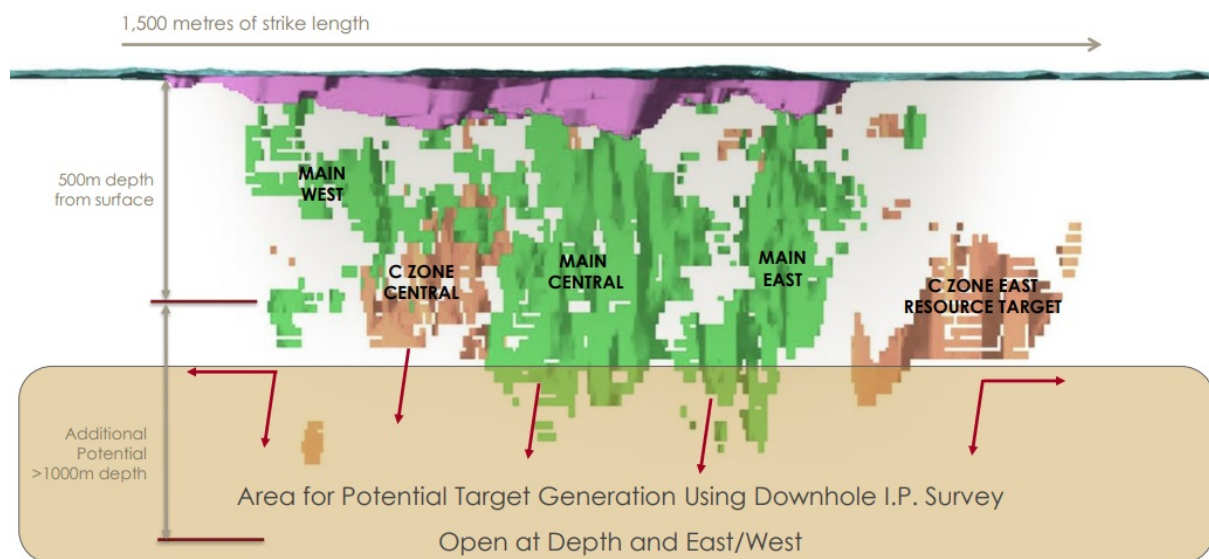 1,500 metres of strike length
500m depth
from surface
MAIN
WEST
C ZONE
CENTRAL
MAIN
CENTRAL
MAIN
EAST
C ZONE EAST
RESOURCE TARGET
Additional
Potential
>1000m depth
Area for Potential Target Generation Using Downhole I.P. Survey
Open at Depth and East/West